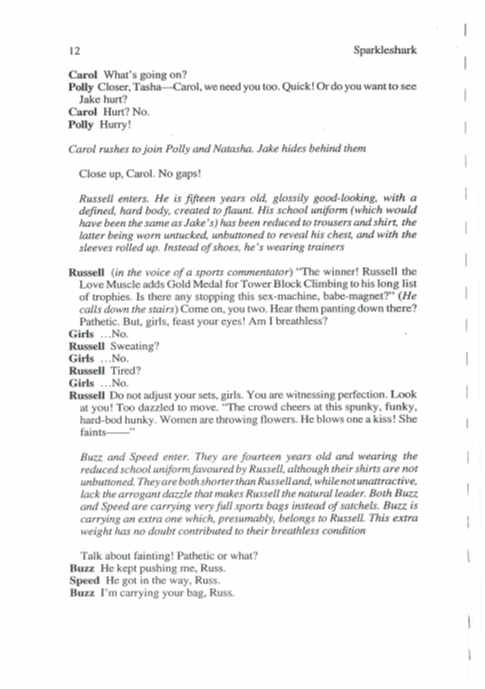 12 Sparkleshark
Carol What's going on?
Polly Closer, Tasha—Carol, we need you too. Quick! Or do you want to see
Jake hurt?
Carol Hurt? No.
Polly Hurry!
Carol rushes to join Polly and Natasha. Jake hides behind them
Close up, Carol. No gaps!
Russell enters. He is fifteen years old, glossily good-looking, with a
defined, hard body, created to flaunt. His school uniform (which would
have been the same as Jake's) has been reduced to trousers and shirt, the
latter being worn untucked, unbuttoned to reveal his chest, and with the
sleeves rolled up. Instead of shoes, he's wearing trainers
Russell (in the voice of a sports commentator) "The winner! Russell the
Love Muscle adds Gold Medal for Tower Block Climbing to his long list
of trophies. Is there any stopping this sex-machine, babe-magnet?" (He
calls down the stairs) Come on, you two. Hear them panting down there?
Pathetic. But, girls, feast your eyes! Am I breathless?
Girls ...No.
Russell Sweating?
Girls ...No.
Russell Tired?
Girls ...No.
Russell Do not adjust your sets, girls. You are witnessing perfection. Look
at you! Too dazzled to move. "The crowd cheers at this spunky, funky,
hard-bod hunky. Women are throwing flowers. He blows one a kiss! She
faints——"
Buzz and Speed enter. They are fourteen years old and wearing the
reduced school uniform favoured by Russell, although their shirts are not
unbuttoned. They are both shorter than Russell and, while not unattractive,
lack the arrogant dazzle that makes Russell the natural leader. Both Buzz
and Speed are carrying very full sports bags instead of satchels. Buzz is
carrying an extra one which, presumably, belongs to Russell. This extra
weight has no doubt contributed to their breathless condition
Talk about fainting! Pathetic or what?
Buzz He kept pushing me, Russ.
Speed He got in the way, Russ.
Buzz I'm carrying your bag, Russ.